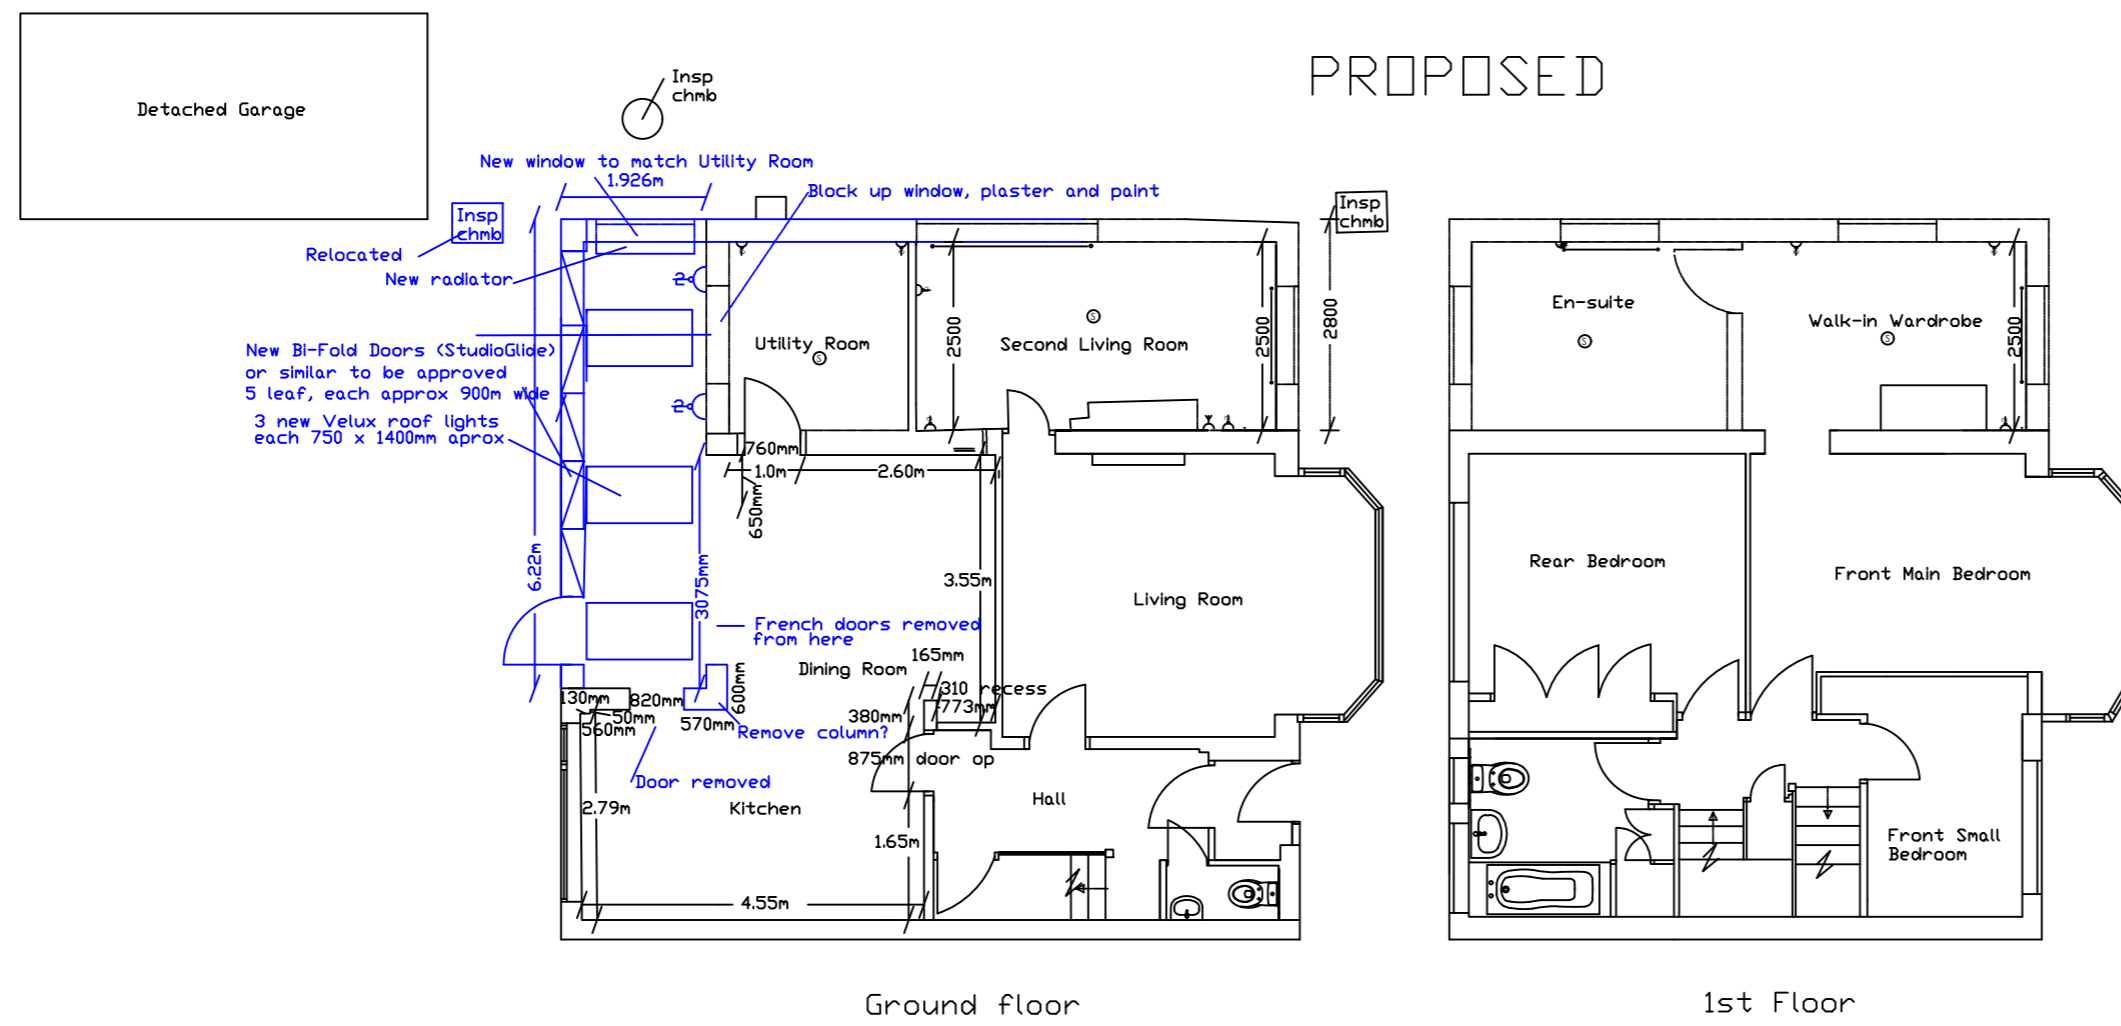 PROPOSED
Insp
chmb
Detached Garage
New window to match Utility Room
1.926m
Block up window, plaster and paint
Insp
chmb
Insp
chmb
Relocated
New radiator
2
2
New Bi-Fold Doors (StudioGlide)
or similar to be approved
5 leaf, each approx 900m wide
3 new Velux roof lights
each 750 x 1400mm aprox
Utility Room
S
2500
Second Living Room
S
2500
2800
En-suite
S
Walk-in Wardrobe
S
2500
760mm
1.0m
2.60m
650mm
6.22m
3075mm
3.55m
Living Room
Rear Bedroom
Front Main Bedroom
French doors removed
from here
Dining Room
165mm
310 recess
773mm
130mm
50mm
560mm
820mm
570mm
600mm
380mm
Remove column?
875mm door op
Door removed
Kitchen
2.79m
Hall
1.65m
4.55m
Front Small
Bedroom
Ground floor
1st Floor